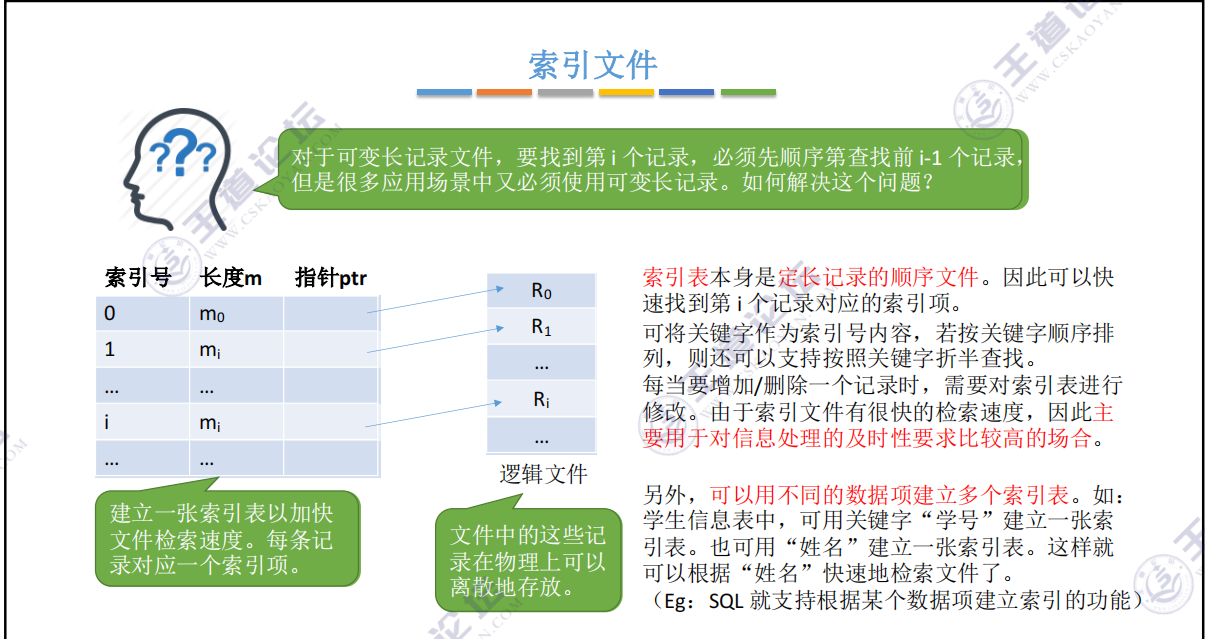 索引文件
???
对于可变长记录文件，要找到第 i 个记录，必须先顺序第查找前 i-1 个记录，
但是很多应用场景中又必须使用可变长记录。如何解决这个问题？
索引号 长度m 指针ptr
0 m0
1 mi
... ...
i mi
... ...
R0
R1
...
Ri
...
逻辑文件
建立一张索引表以加快
文件检索速度。每条记
录对应一个索引项。
文件中的这些记
录在物理上可以
离散地存放。
索引表本身是定长记录的顺序文件。因此可以快
速找到第 i 个记录对应的索引项。
可将关键字作为索引号内容，若按关键字顺序排
列，则还可以支持按照关键字折半查找。
每当要增加/删除一个记录时，需要对索引表进行
修改。由于索引文件有很快的检索速度，因此主
要用于对信息处理的及时性要求比较高的场合。
另外，可以用不同的数据项建立多个索引表。如：
学生信息表中，可用关键字“学号”建立一张索
引表。也可用“姓名”建立一张索引表。这样就
可以根据“姓名”快速地检索文件了。
（Eg：SQL 就支持根据某个数据项建立索引的功能）
王道论坛
WWW.CSKAOYAN.COM